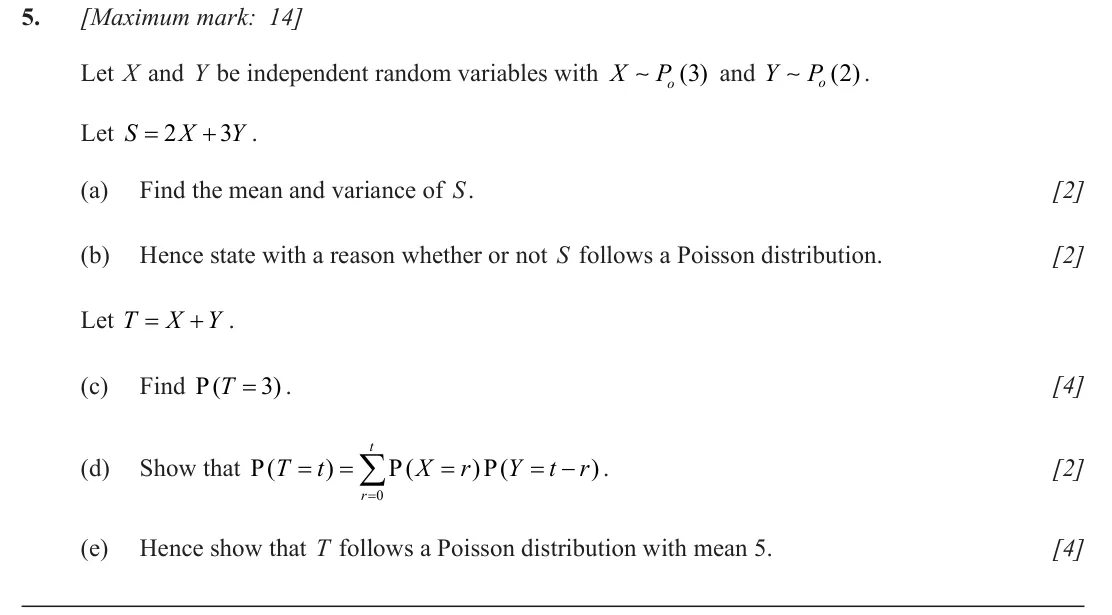 5. [Maximum mark: 14]
Let X and Y be independent random variables with X ~ Pₒ(3) and Y ~ Pₒ(2).
Let S = 2X + 3Y.
(a) Find the mean and variance of S. [2]
(b) Hence state with a reason whether or not S follows a Poisson distribution. [2]
Let T = X + Y.
(c) Find P(T = 3). [4]
(d) Show that P(T = t) = ∑_{r=0}^{t} P(X = r)P(Y = t − r). [2]
(e) Hence show that T follows a Poisson distribution with mean 5. [4]